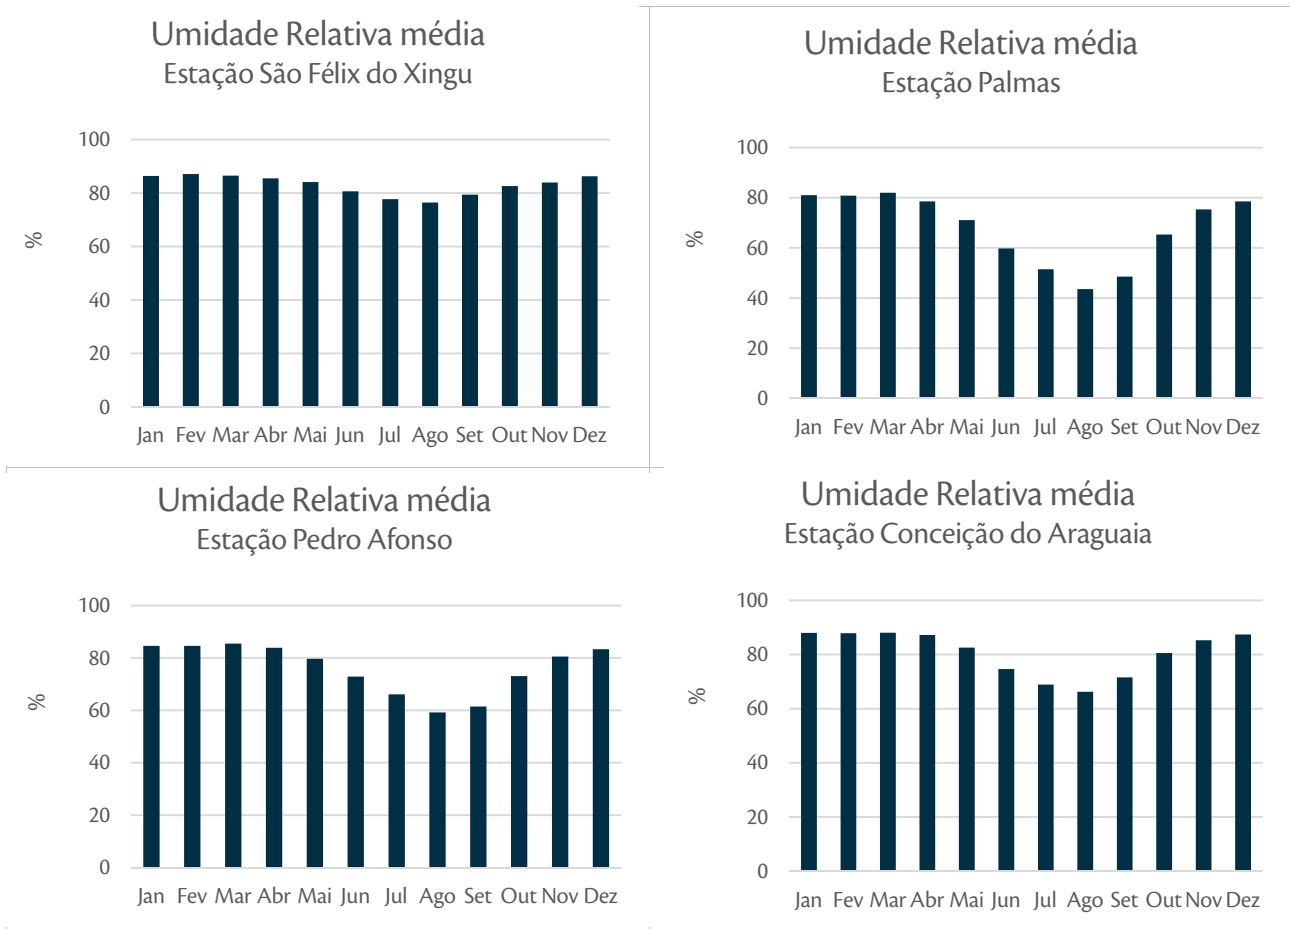 Umidade Relativa média
Estação São Félix do Xingu
100
80
60
40
20
0
%
Jan Fev Mar Abr Mai Jun Jul Ago Set Out Nov Dez
Umidade Relativa média
Estação Palmas
100
80
60
40
20
0
%
Jan Fev Mar Abr Mai Jun Jul Ago Set Out Nov Dez
Umidade Relativa média
Estação Pedro Afonso
100
80
60
40
20
0
%
Jan Fev Mar Abr Mai Jun Jul Ago Set Out Nov Dez
Umidade Relativa média
Estação Conceição do Araguaia
100
80
60
40
20
0
%
Jan Fev Mar Abr Mai Jun Jul Ago Set Out Nov Dez